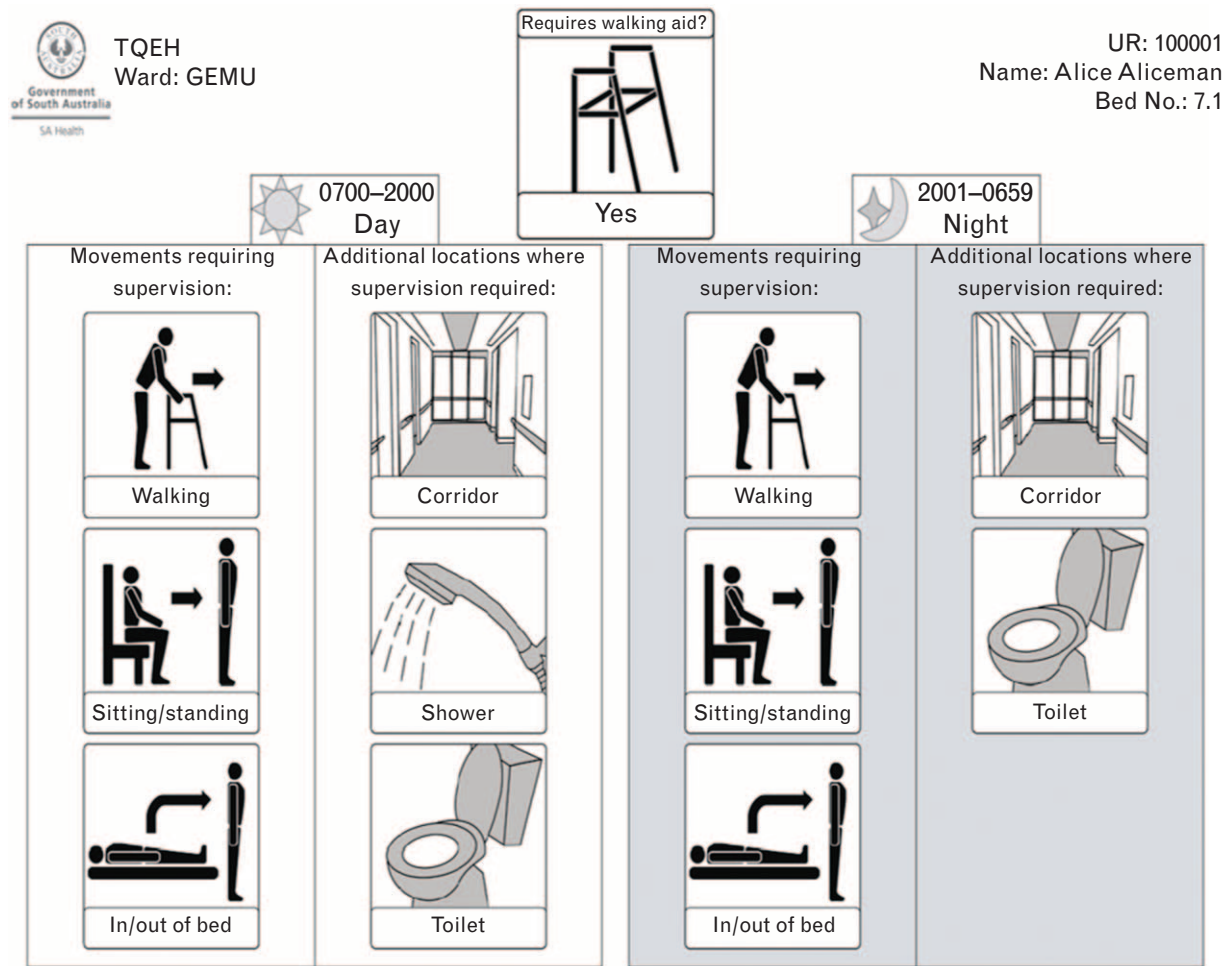 SOUTH
AUSTRALIA
Government
of South Australia
SA Health
TQEH
Ward: GEMU
Requires walking aid?
Yes
UR: 100001
Name: Alice Aliceman
Bed No.: 7.1
0700–2000
Day
Movements requiring
supervision:
Walking
Sitting/standing
In/out of bed
Additional locations where
supervision required:
Corridor
Shower
Toilet
2001–0659
Night
Movements requiring
supervision:
Walking
Sitting/standing
In/out of bed
Additional locations where
supervision required:
Corridor
Toilet